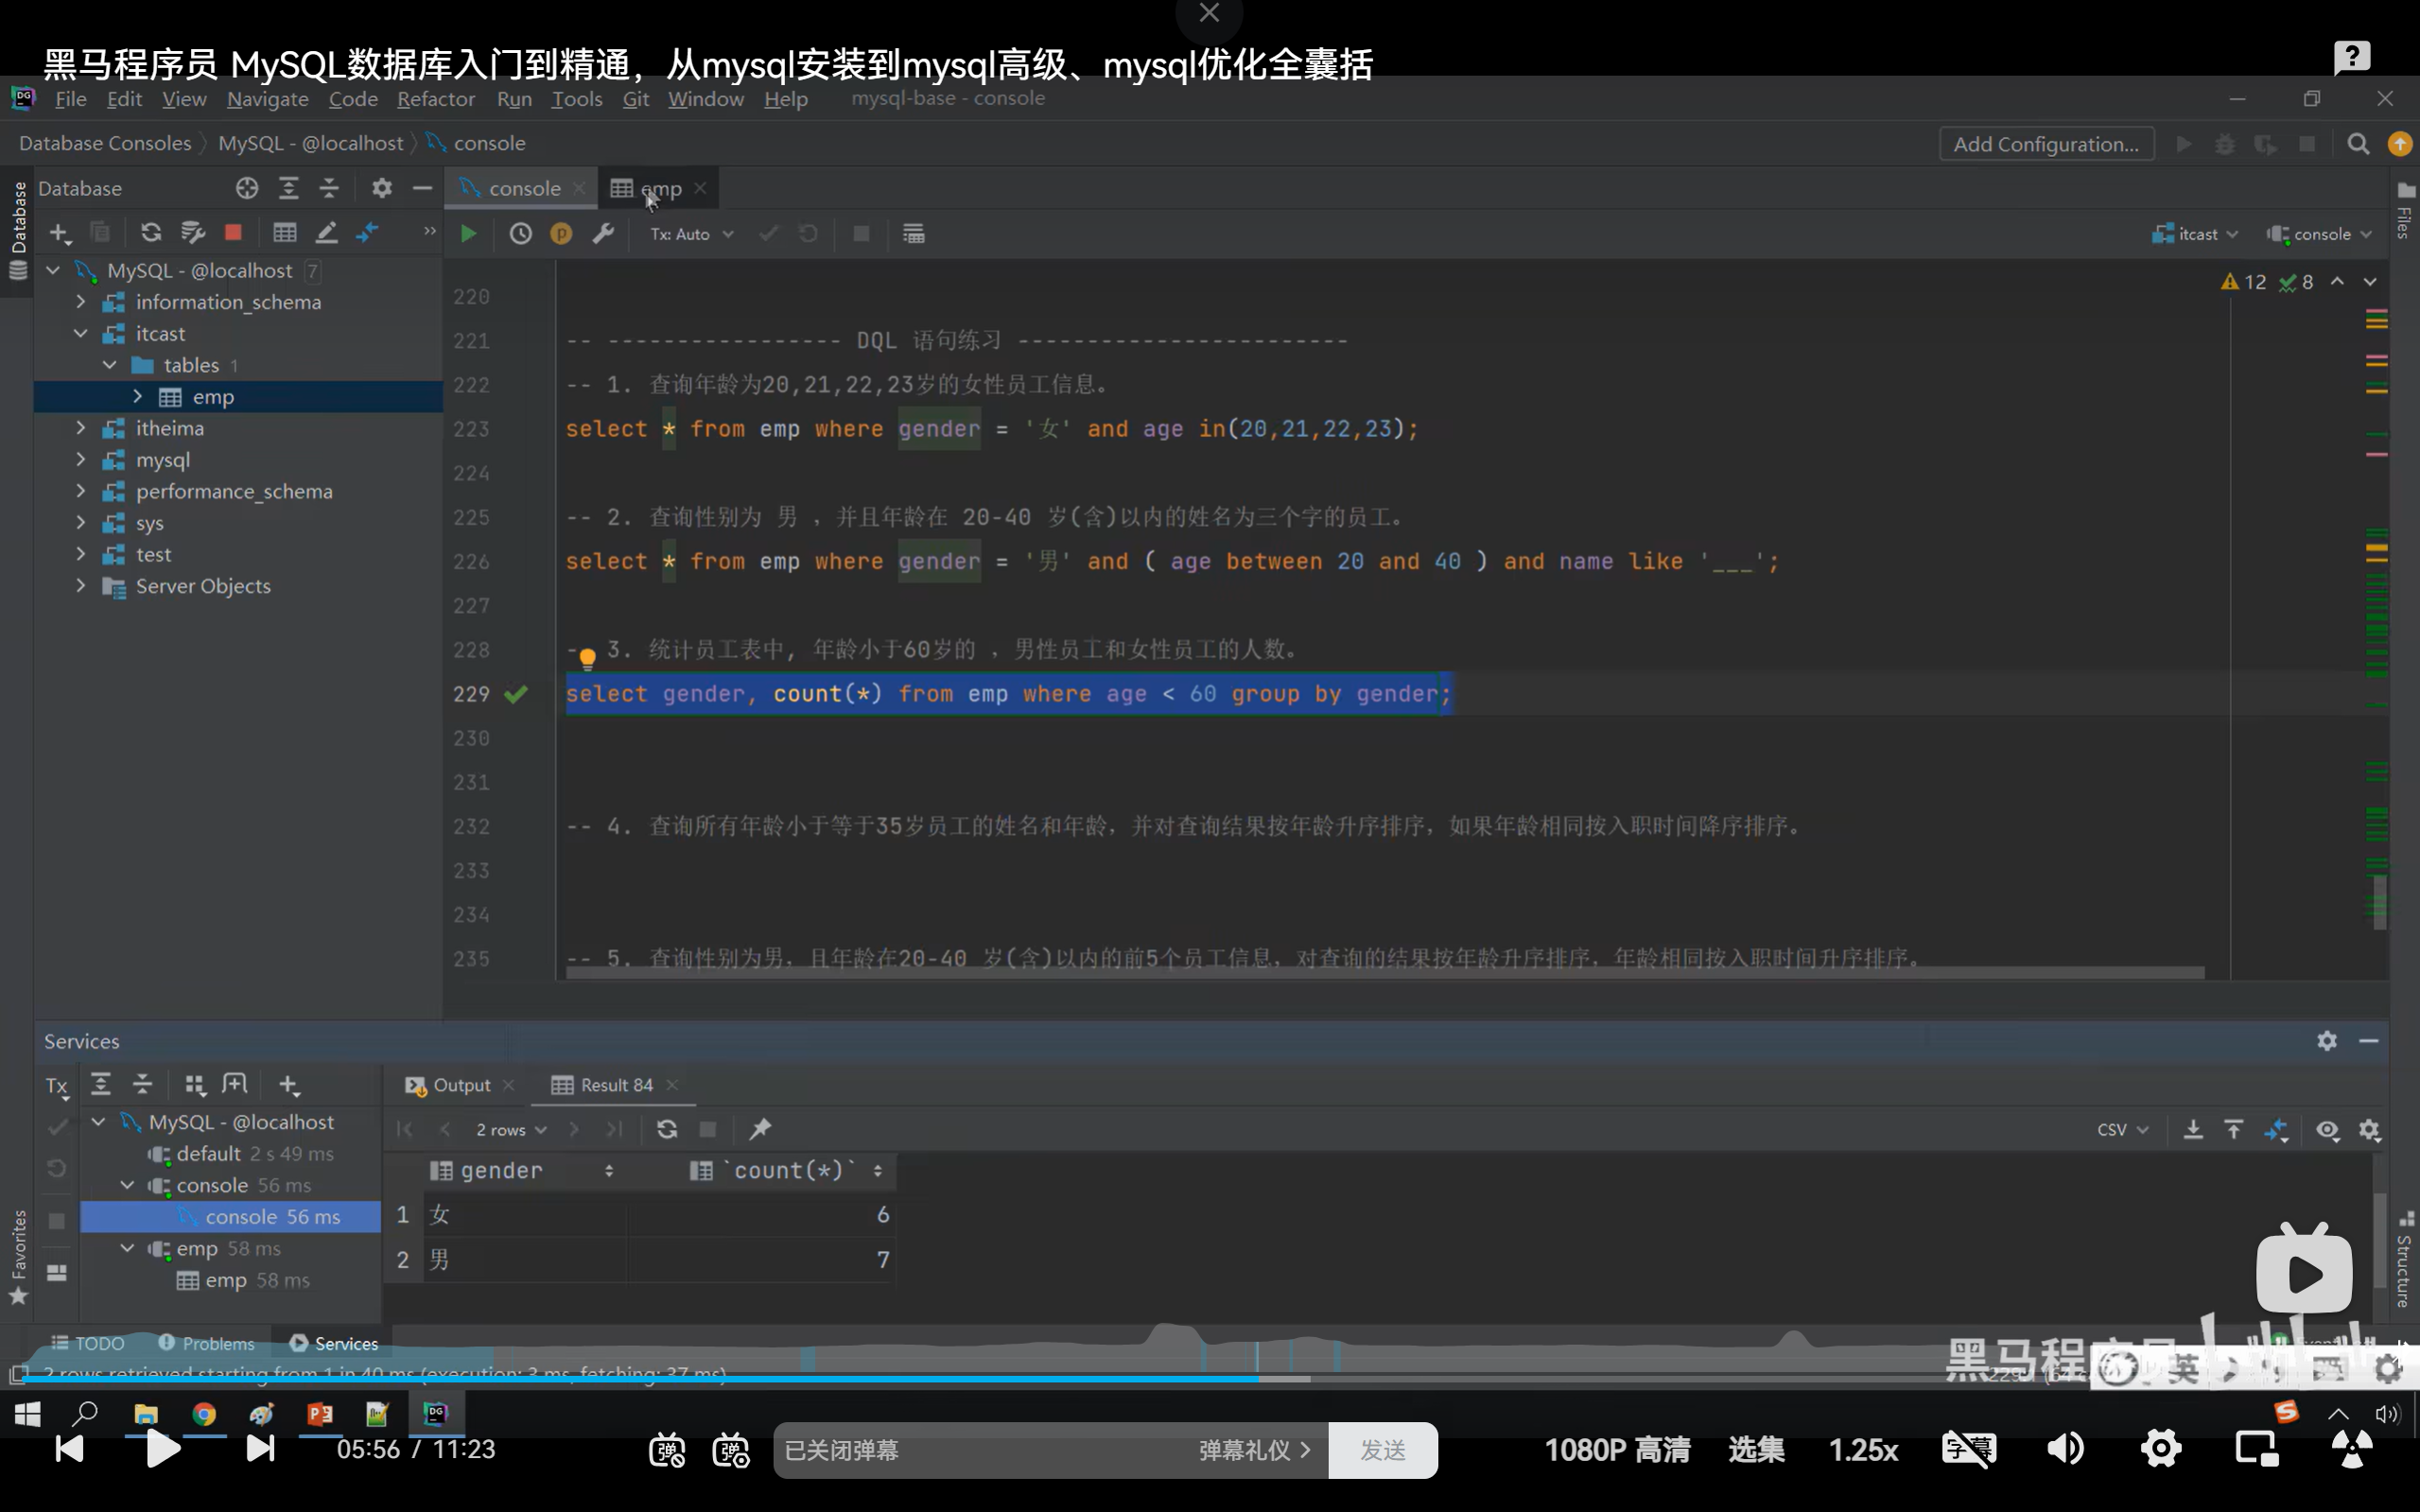 黑马程序员 MySQL数据库入门到精通，从mysql安装到mysql高级、mysql优化全囊括
File Edit View Navigate Code Refactor Run Tools Git Window Help mysql-base - console
Database Consoles MySQL - @localhost console Add Configuration...
Database
console
emp
Tx: Auto
itcast
console
Database
Files
MySQL - @localhost 7
information_schema
itcast
tables 1
emp
itheima
mysql
performance_schema
sys
test
Server Objects
12 8
220
221 -- ----------------- DQL 语句练习 ------------------------
222 -- 1. 查询年龄为20,21,22,23岁的女性员工信息。
223 select * from emp where gender = '女' and age in(20,21,22,23);
224
225 -- 2. 查询性别为 男 ，并且年龄在 20-40 岁(含)以内的姓名为三个字的员工。
226 select * from emp where gender = '男' and ( age between 20 and 40 ) and name like '___';
227
228 - 3. 统计员工表中, 年龄小于60岁的 ，男性员工和女性员工的人数。
229 select gender, count(*) from emp where age < 60 group by gender;
230
231
232 -- 4. 查询所有年龄小于等于35岁员工的姓名和年龄，并对查询结果按年龄升序排序，如果年龄相同按入职时间降序排序。
233
234
235 -- 5. 查询性别为男，且年龄在20-40 岁(含)以内的前5个员工信息，对查询的结果按年龄升序排序，年龄相同按入职时间升序排序。
Services
Tx
MySQL - @localhost
default 2 s 49 ms
console 56 ms
console 56 ms
emp 58 ms
emp 58 ms
Output
Result 84
2 rows
CSV
gender `count(*)`
1 女 6
2 男 7
Favorites
Structure
TODO Problems Services
2 rows retrieved starting from 1 in 40 ms (execution: 3 ms, fetching: 37 ms)
黑马程
英
05:56 / 11:23
弹
弹
已关闭弹幕
弹幕礼仪
发送
1080P 高清
选集
1.25x
字幕